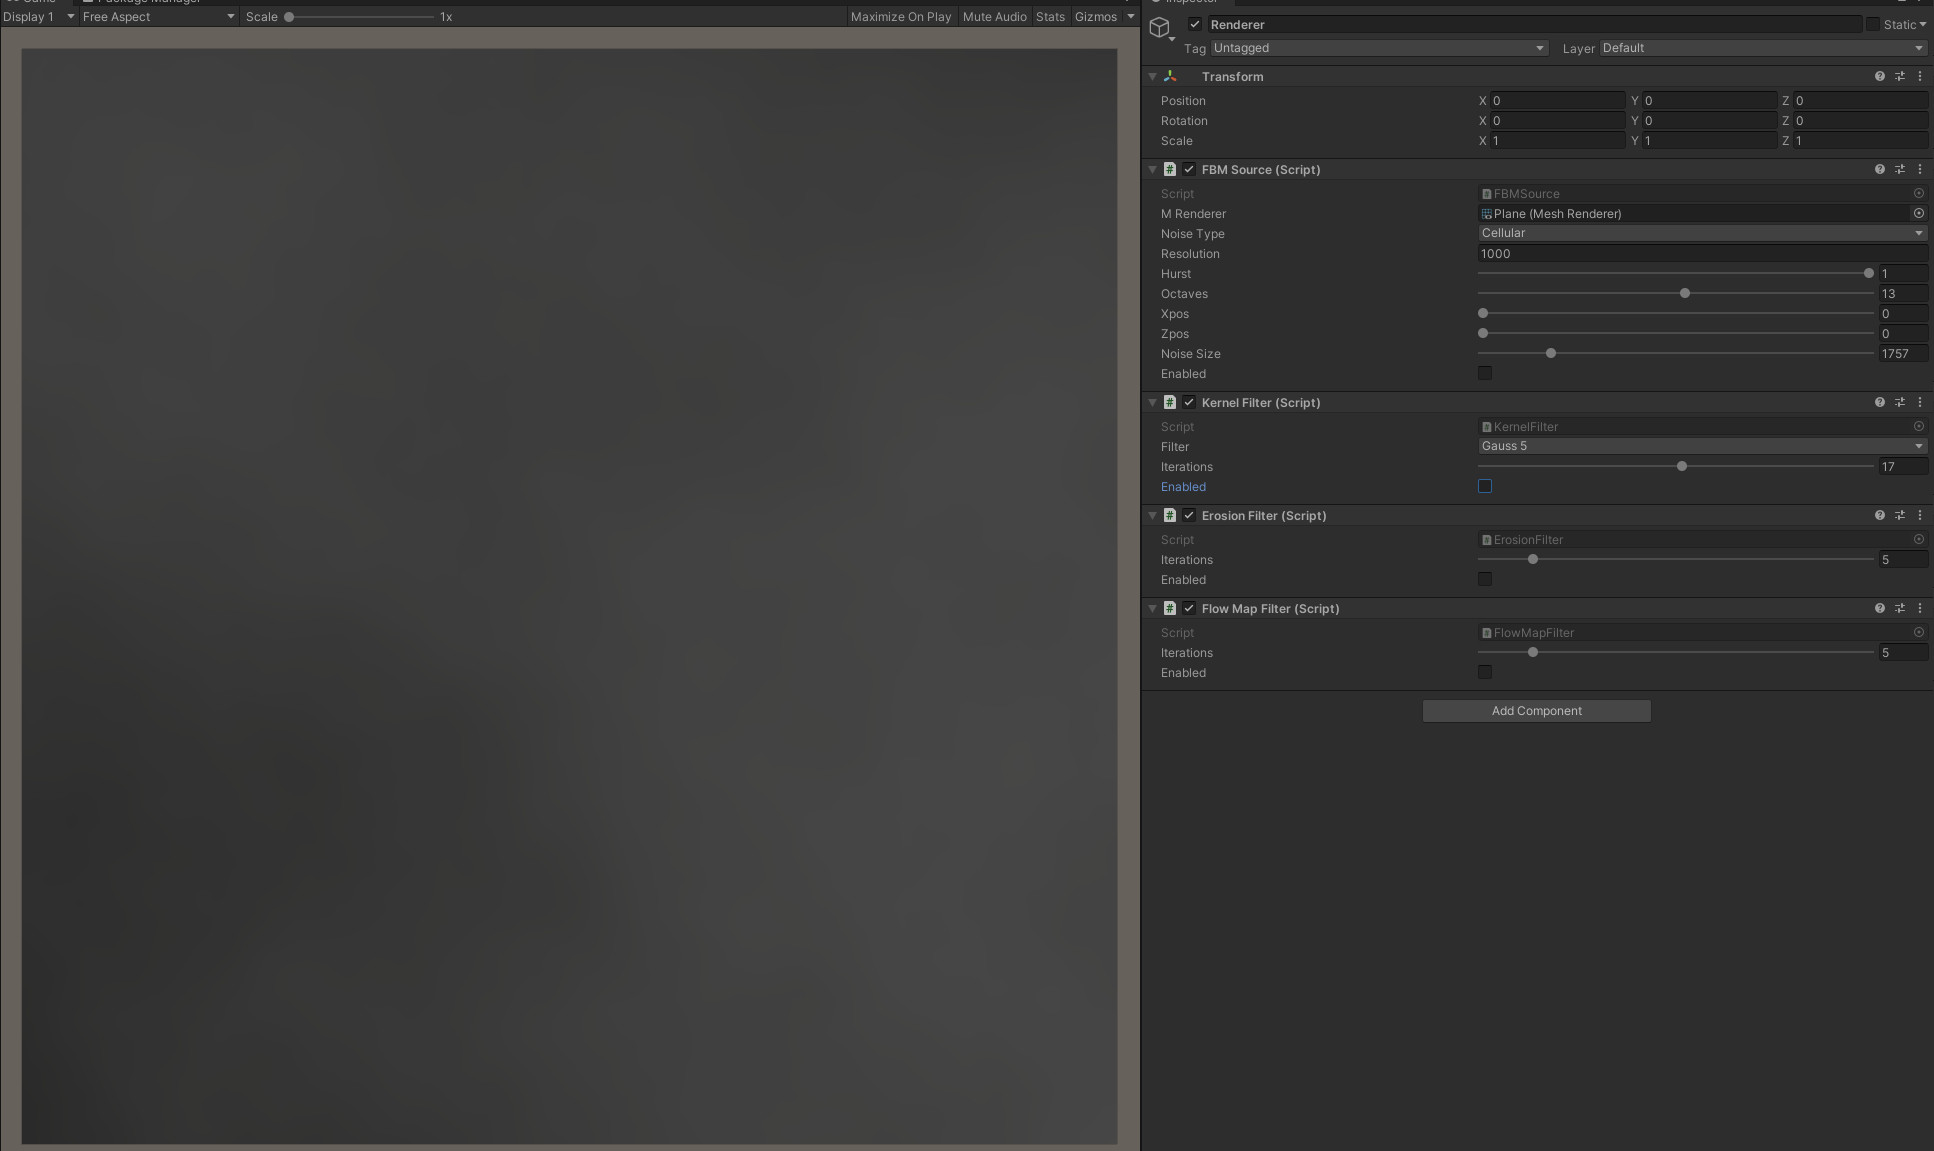 Game Package Manager
Inspector
Display 1 Free Aspect Scale 1x Maximize On Play Mute Audio Stats Gizmos
Renderer Static
Tag Untagged Layer Default
Transform
Position X 0 Y 0 Z 0
Rotation X 0 Y 0 Z 0
Scale X 1 Y 1 Z 1
FBM Source (Script)
Script FBMSource
M Renderer Plane (Mesh Renderer)
Noise Type Cellular
Resolution 1000
Hurst 1
Octaves 13
Xpos 0
Zpos 0
Noise Size 1757
Enabled
Kernel Filter (Script)
Script KernelFilter
Filter Gauss 5
Iterations 17
Enabled
Erosion Filter (Script)
Script ErosionFilter
Iterations 5
Enabled
Flow Map Filter (Script)
Script FlowMapFilter
Iterations 5
Enabled
Add Component